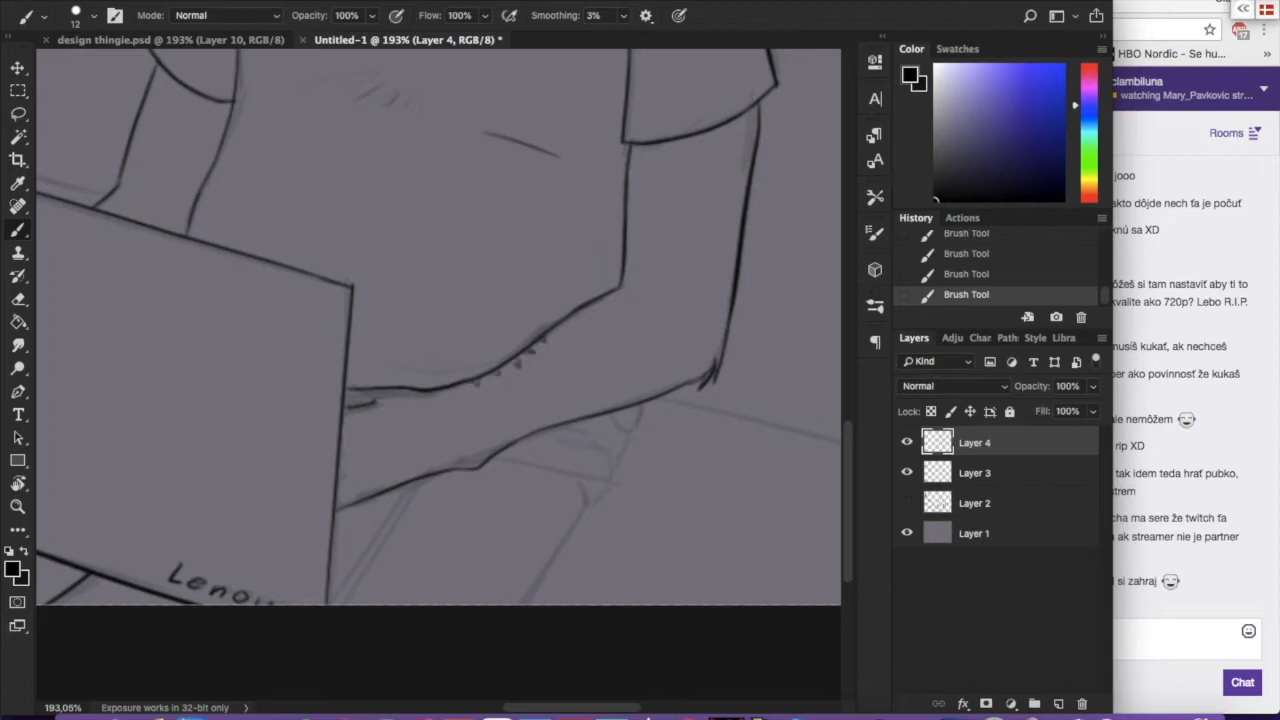 12 Mode: Normal Opacity: 100% Flow: 100% Smoothing: 3%
design thingie.psd @ 193% (Layer 10, RGB/8)
Untitled-1 @ 193% (Layer 4, RGB/8) *
Color Swatches
History Actions
Brush Tool
Brush Tool
Brush Tool
Brush Tool
Layers Adju Char Path: Style Libra
Kind
Normal Opacity: 100%
Lock: Fill: 100%
Layer 4
Layer 3
Layer 2
Layer 1
193,05% Exposure works in 32-bit only
17
HBO Nordic - Se hu...
clambiluna
watching Mary_Pavkovic str...
Rooms
jooo
akto dôjde nech ťa je počuť
knú sa XD
ôžeš si tam nastaviť aby ti to
kvalite ako 720p? Lebo R.I.P.
musíš kukať, ak nechceš
per ako povinnosť že kukaš
ale nemôžem
rip XD
tak idem teda hrať pubko,
strem
cha ma sere že twitch ťa
ak streamer nie je partner
si zahraj
Chat